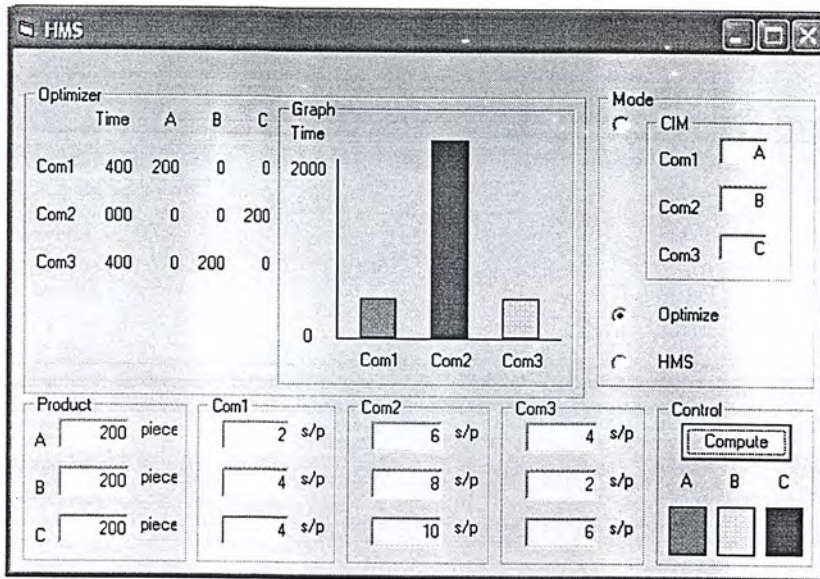 HMS
Optimizer
Time A B C
Com1 400 200 0 0
Com2 000 0 0 200
Com3 400 0 200 0
Graph
Time
2000
0
Com1 Com2 Com3
Mode
CIM
Com1 A
Com2 B
Com3 C
Optimize
HMS
Product
A 200 piece
B 200 piece
C 200 piece
Com1
2 s/p
4 s/p
4 s/p
Com2
6 s/p
8 s/p
10 s/p
Com3
4 s/p
2 s/p
6 s/p
Control
Compute
A B C